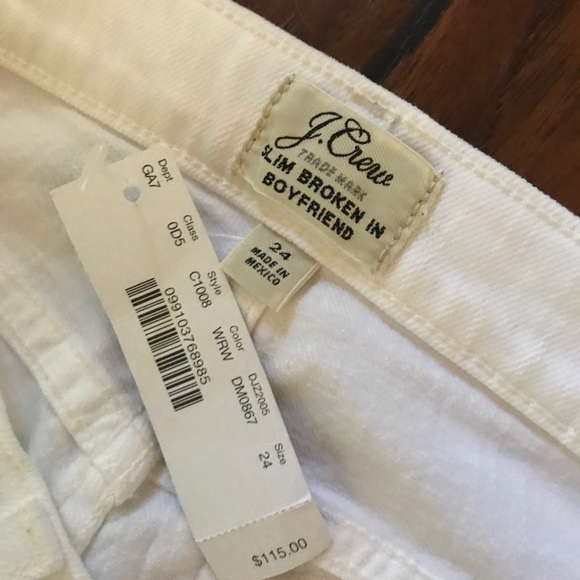 J.Crew
TRADE MARK
SLIM BROKEN IN
BOYFRIEND
24
MADE IN
MEXICO
Dept Class Style Color DJZ2005 Size
GA7 0D5 C1008 WRW DM0867 24
099103768985
$115.00